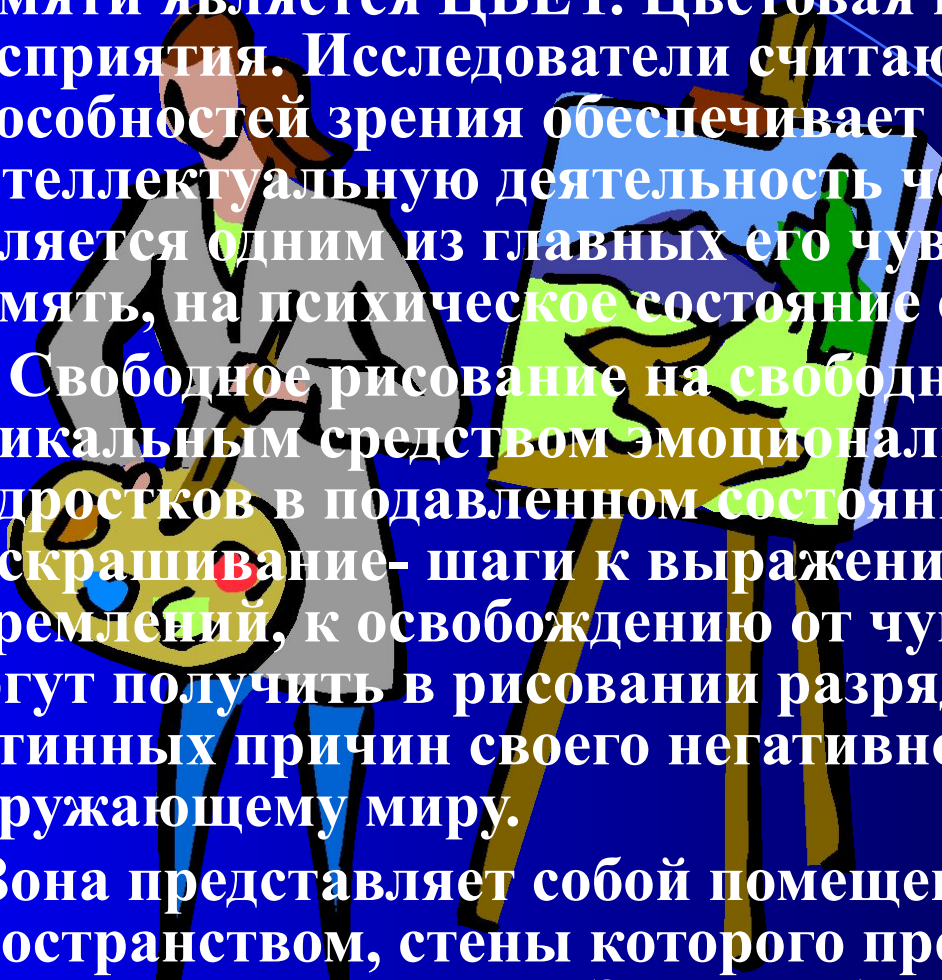 мяти является ЦВЕТ. Цветовая
сприятия. Исследователи считаю
особностей зрения обеспечивает
теллектуальную деятельность че
ляется одним из главных его чув
мять, на психическое состояние
Свободное рисование на свободн
икальным средством эмоционал
дростков в подавленном состоян
скрашивание- шаги к выражени
ремлений, к освобождению от чу
гут получить в рисовании разря
тинных причин своего негативн
ружающему миру.
Зона представляет собой помеще
остранством, стены которого пр